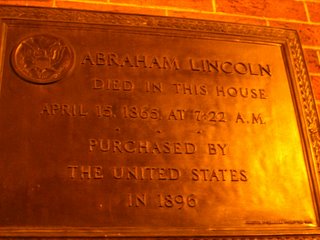 ABRAHAM LINCOLN
DIED IN THIS HOUSE
APRIL 15, 1865, AT 7:22 A.M.
PURCHASED BY
THE UNITED STATES
IN 1896